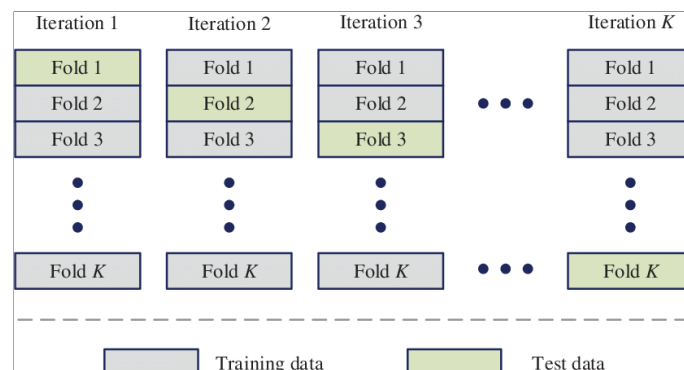 Iteration 1 Iteration 2 Iteration 3 Iteration K
Fold 1 Fold 1 Fold 1 Fold 1
Fold 2 Fold 2 Fold 2 Fold 2
Fold 3 Fold 3 Fold 3 Fold 3
Fold K Fold K Fold K Fold K
Training data Test data